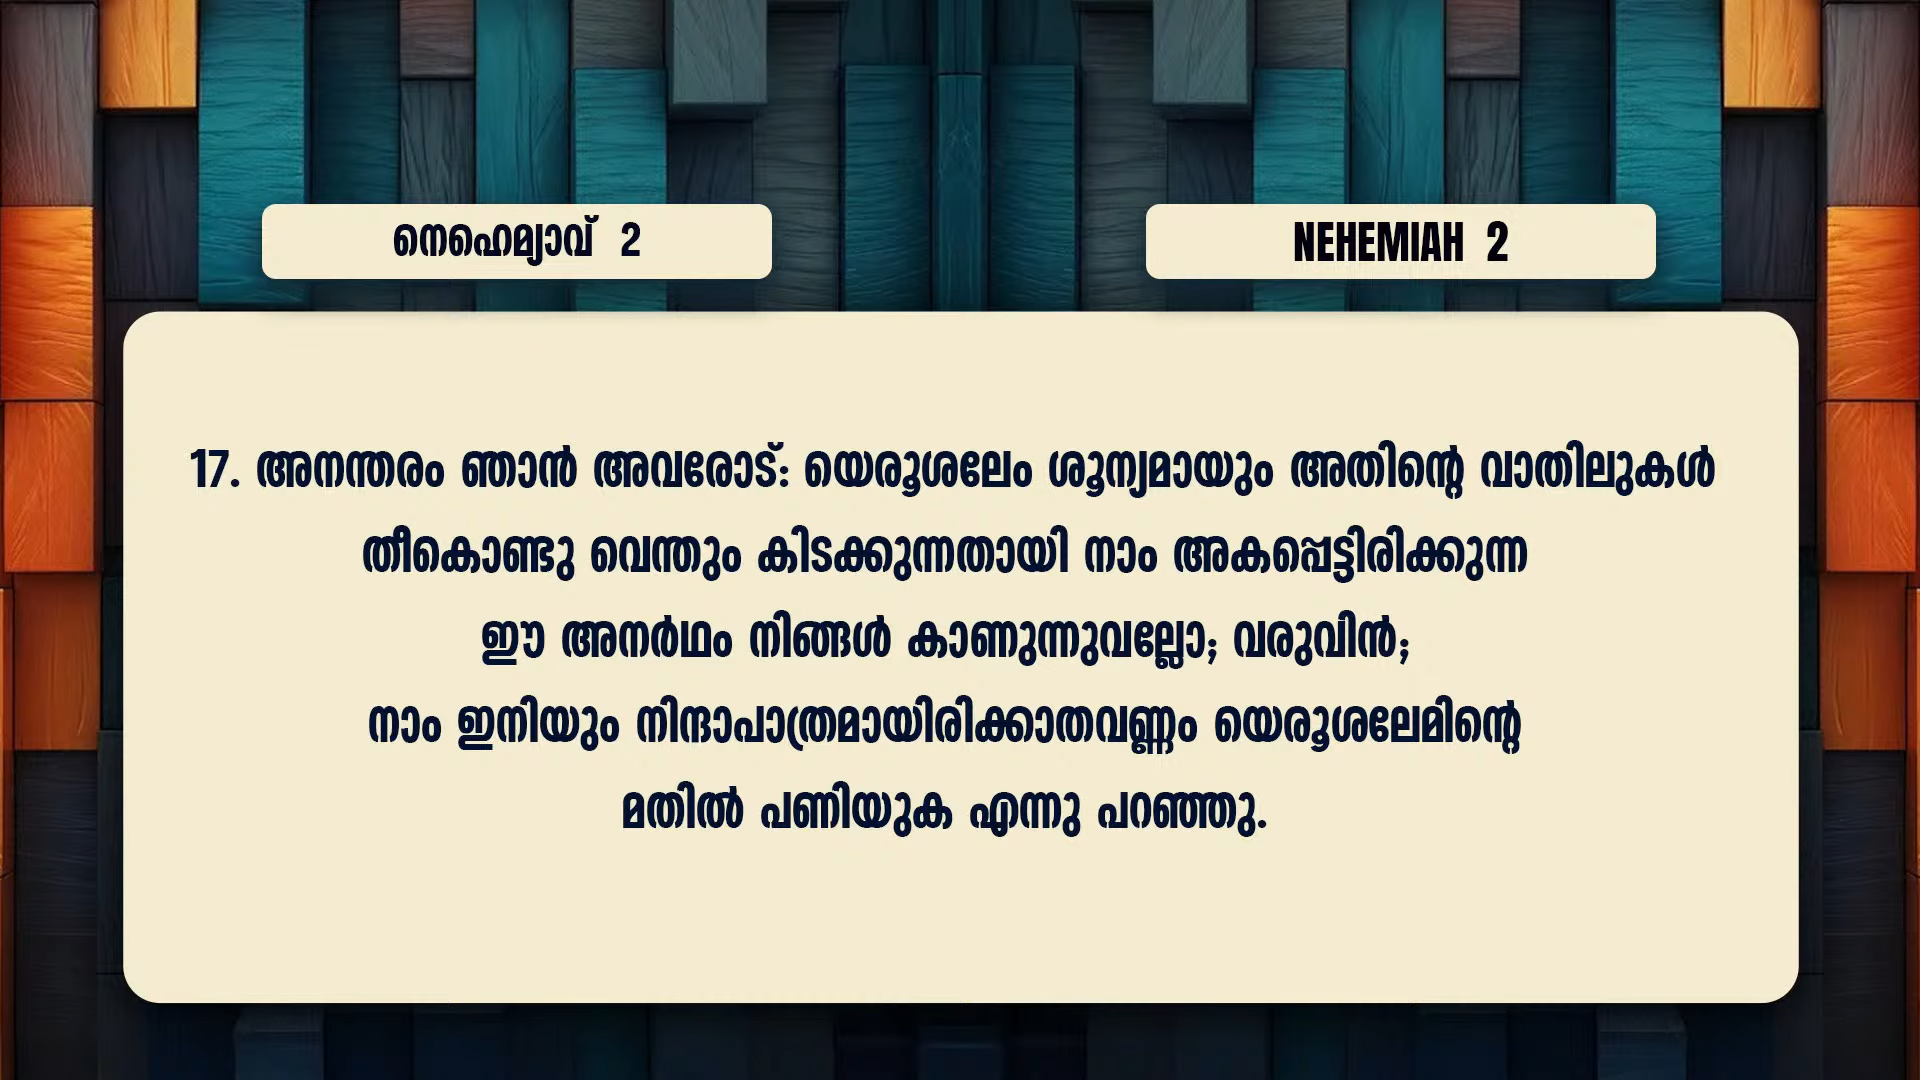 നെഹെമ്യാവ് 2
NEHEMIAH 2
17. അനന്തരം ഞാൻ അവരോട്: യെരൂശലേം ശൂന്യമായും അതിന്റെ വാതിലുകൾ
തീകൊണ്ടു വെന്തും കിടക്കുന്നതായി നാം അകപ്പെട്ടിരിക്കുന്ന
ഈ അനർഥം നിങ്ങൾ കാണുന്നുവല്ലോ; വരുവിൻ;
നാം ഇനിയും നിന്ദാപാത്രമായിരിക്കാതവണ്ണം യെരൂശലേമിന്റെ
മതിൽ പണിയുക എന്നു പറഞ്ഞു.